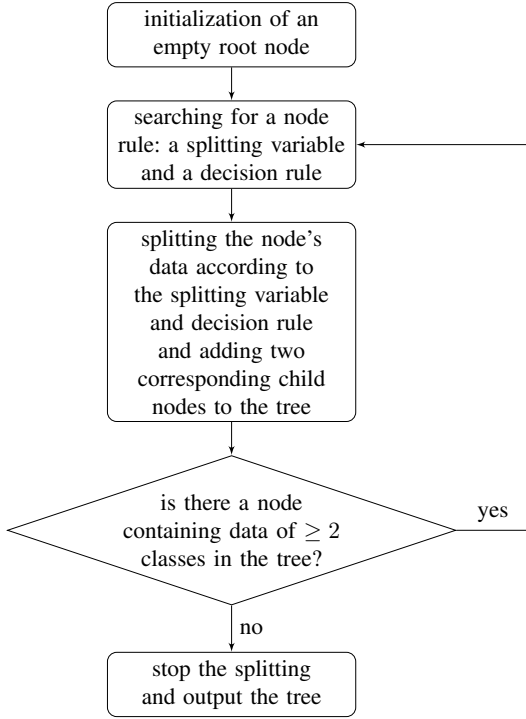 initialization of an
empty root node
searching for a node
rule: a splitting variable
and a decision rule
splitting the node's
data according to
the splitting variable
and decision rule
and adding two
corresponding child
nodes to the tree
is there a node
containing data of ≥ 2
classes in the tree?
yes
no
stop the splitting
and output the tree